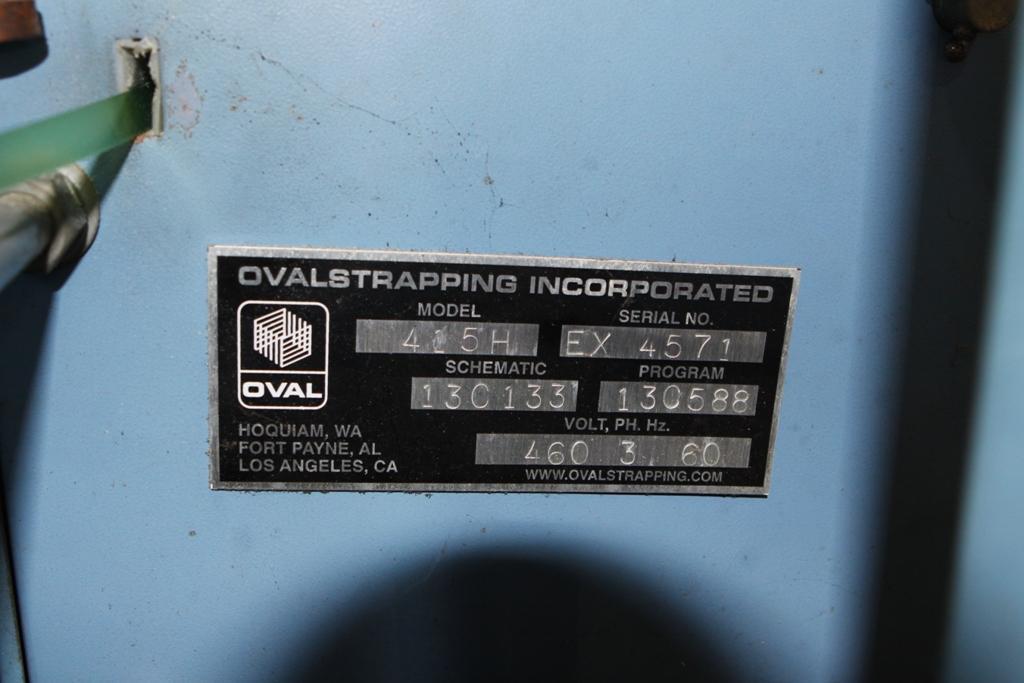 OVALSTRAPPING INCORPORATED
MODEL SERIAL NO.
415H EX 4571
SCHEMATIC PROGRAM
130133 130588
OVAL
VOLT, PH. Hz.
460 3 60
HOQUIAM, WA
FORT PAYNE, AL
LOS ANGELES, CA
WWW.OVALSTRAPPING.COM